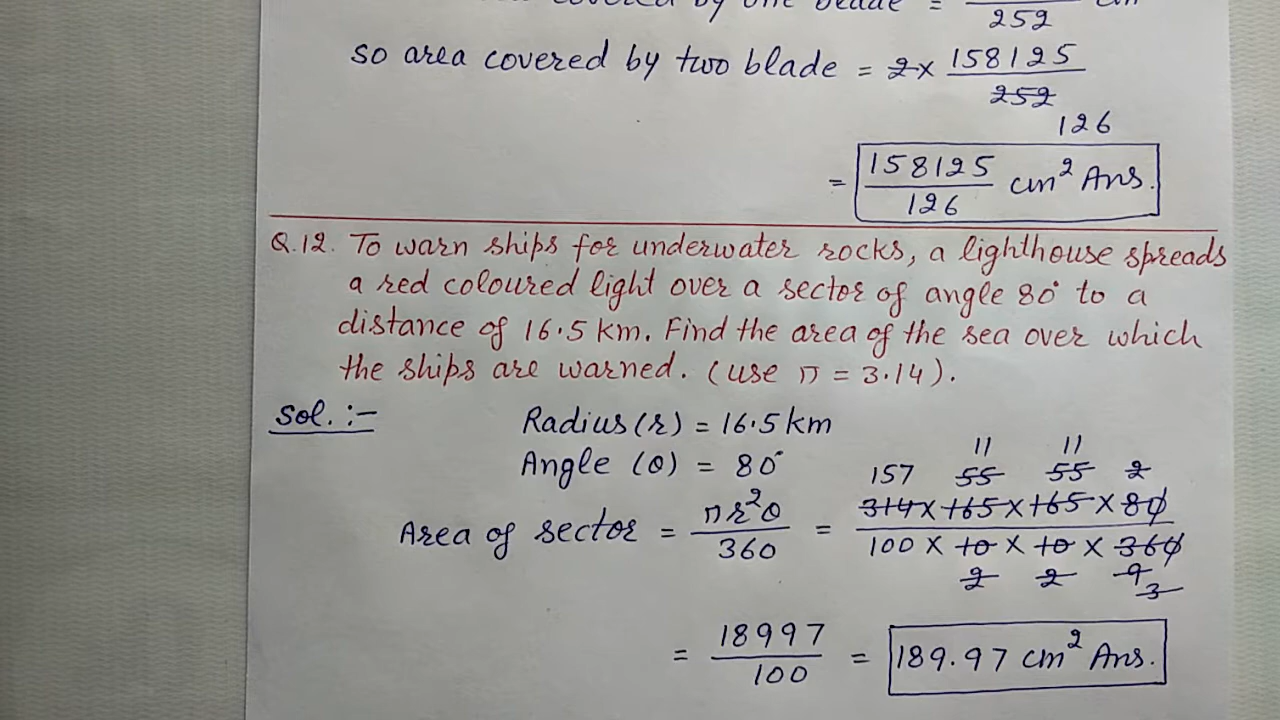 252
so area covered by two blade = 2 x 158125
252
126
= 158125 / 126 cm² Ans.
Q.12. To warn ships for underwater rocks, a lighthouse spreads
a red coloured light over a sector of angle 80° to a
distance of 16.5 km. Find the area of the sea over which
the ships are warned. (use π = 3.14).
Sol. :-
Radius (r) = 16.5 km
11 11
Angle (θ) = 80°
157 55 55 2
Area of sector = πr²θ / 360 = 314 x 165 x 165 x 80 / 100 x 10 x 10 x 360
2 2 9
3
= 18997 / 100 = 189.97 cm² Ans.